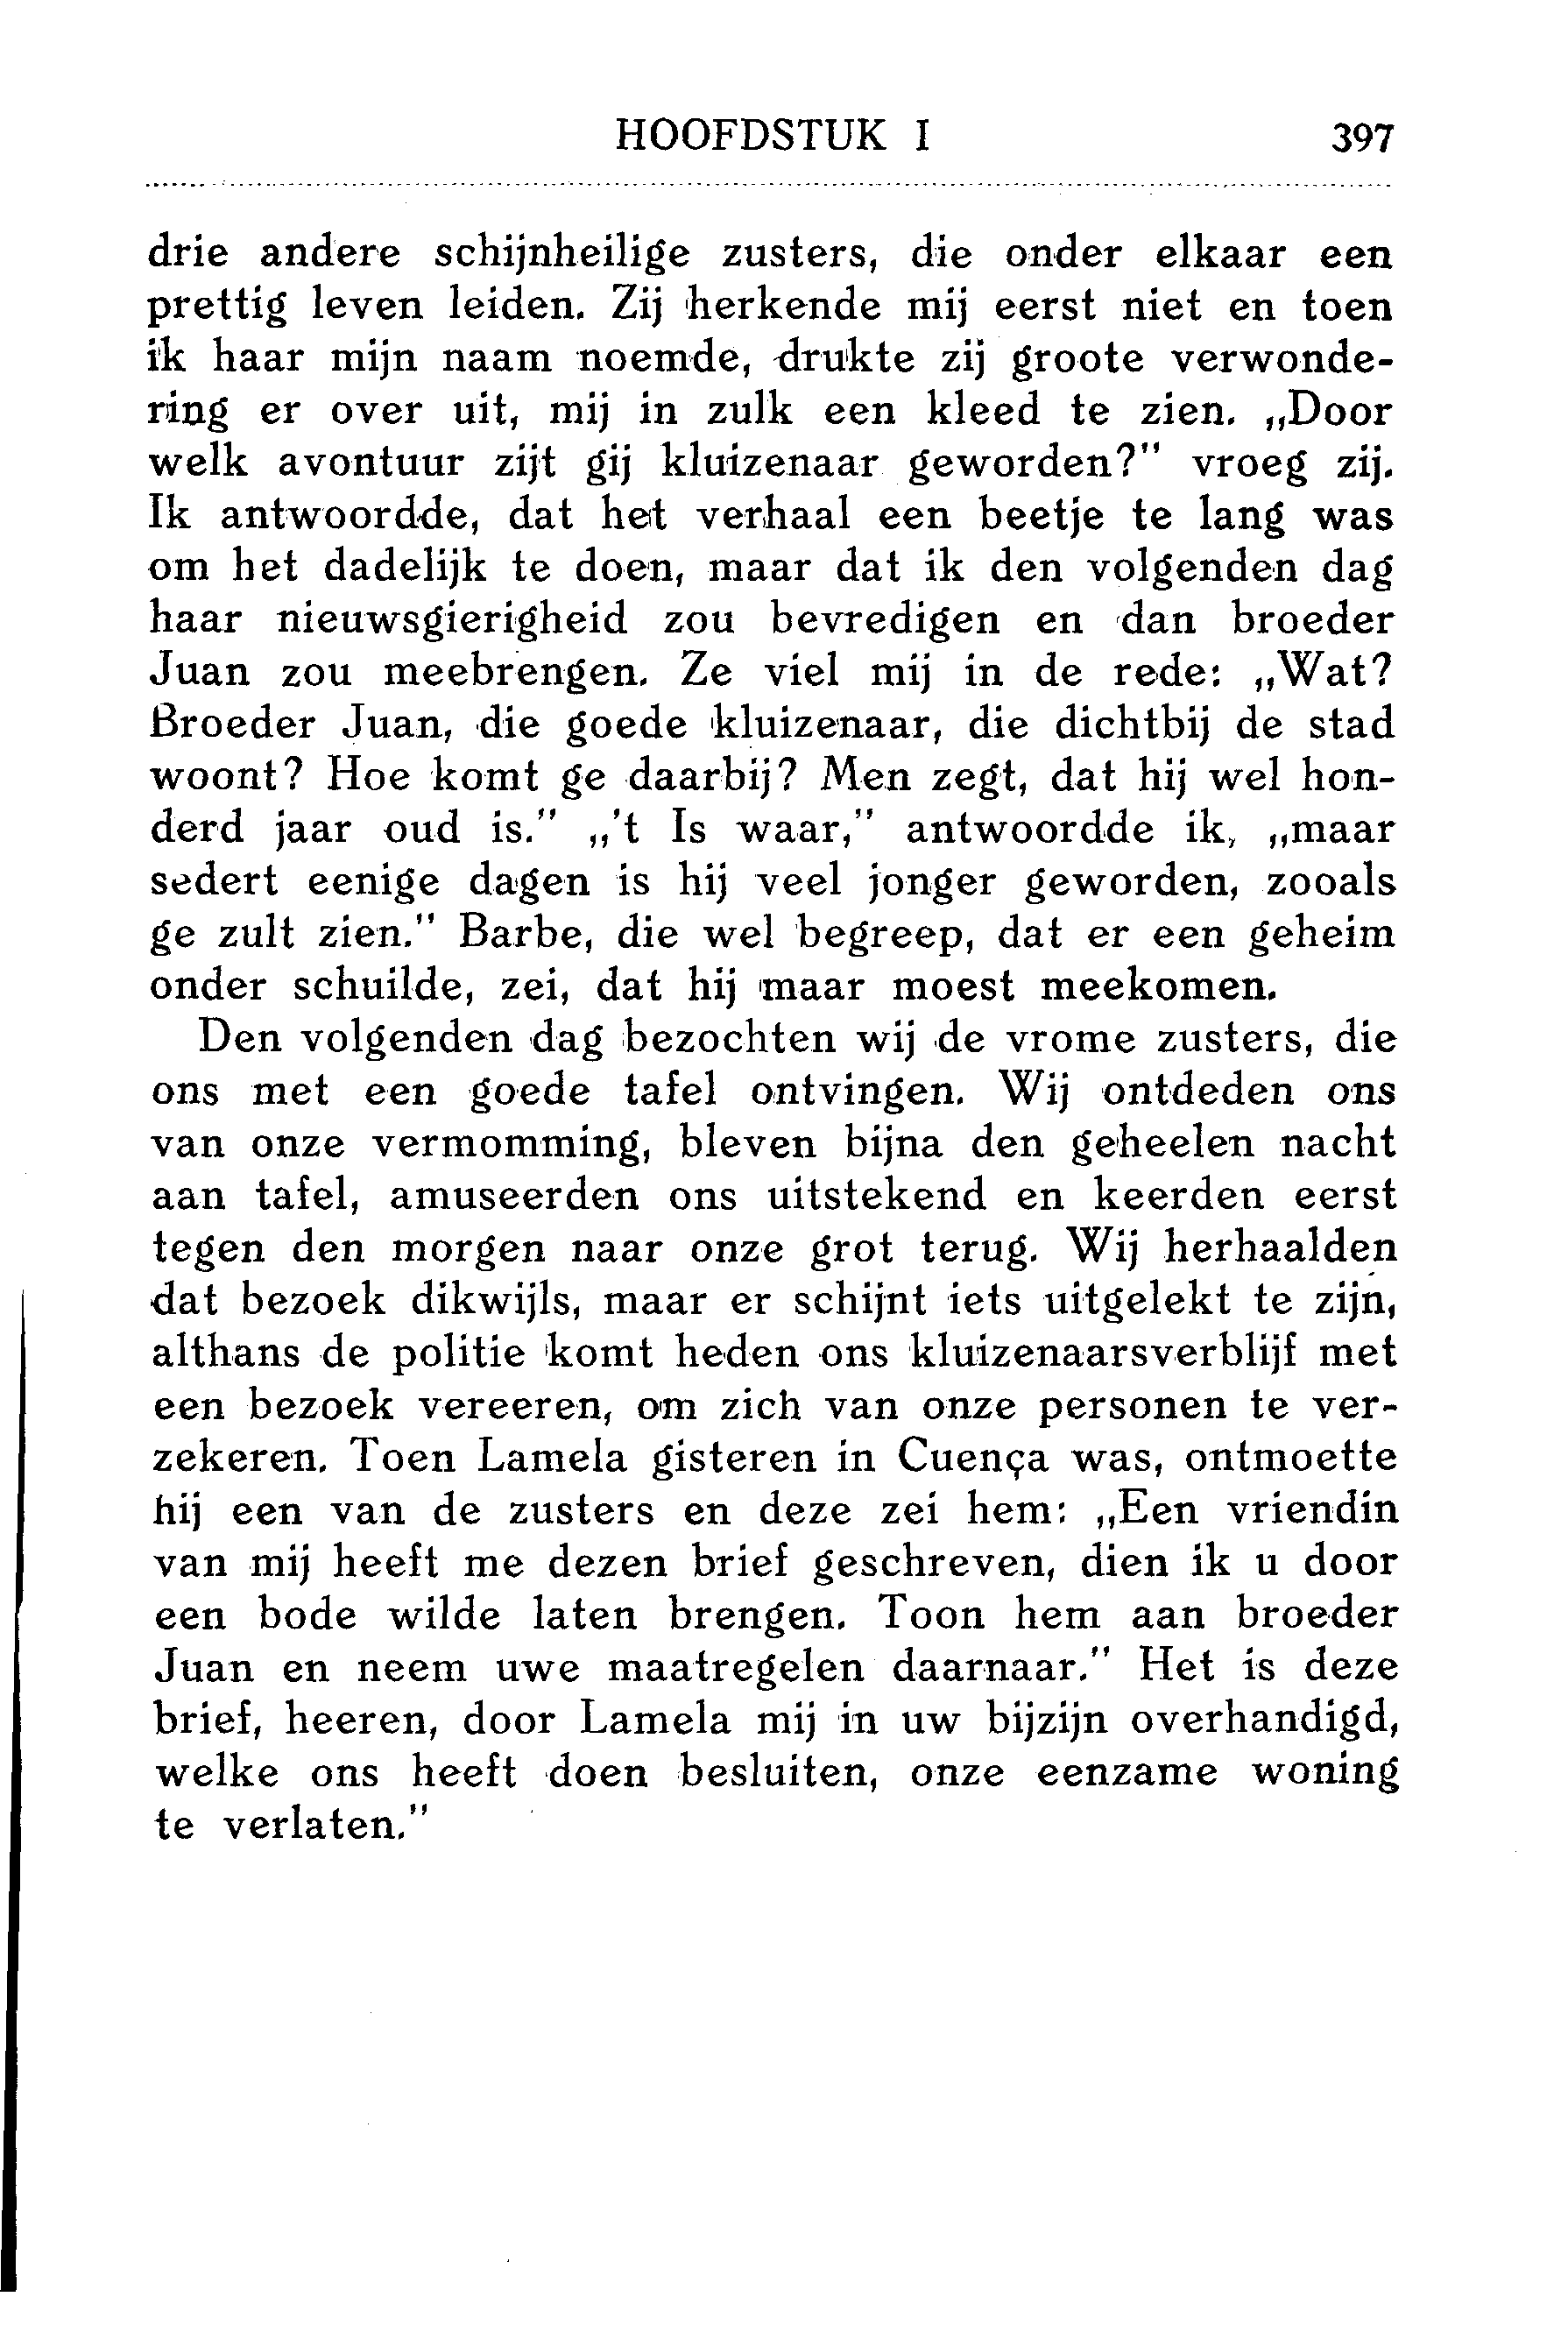 HOOFDSTUK I 397
drie andere schijnheilige zusters, die onder elkaar een
prettig leven leiden. Zij herkende mij eerst niet en toen
ik haar mijn naam noemde, drukte zij groote verwonde-
ring er over uit, mij in zulk een kleed te zien. „Door
welk avontuur zijt gij kluizenaar geworden?" vroeg zij.
Ik antwoordde, dat het verhaal een beetje te lang was
om het dadelijk te doen, maar dat ik den volgenden dag
haar nieuwsgierigheid zou bevredigen en dan broeder
Juan zou meebrengen. Ze viel mij in de rede: „Wat?
Broeder Juan, die goede kluizenaar, die dichtbij de stad
woont? Hoe komt ge daarbij? Men zegt, dat hij wel hon-
derd jaar oud is." „'t Is waar," antwoordde ik, „maar
sedert eenige dagen is hij veel jonger geworden, zooals
ge zult zien." Barbe, die wel begreep, dat er een geheim
onder schuilde, zei, dat hij maar moest meekomen.
Den volgenden dag bezochten wij de vrome zusters, die
ons met een goede tafel ontvingen. Wij ontdeden ons
van onze vermomming, bleven bijna den geheelen nacht
aan tafel, amuseerden ons uitstekend en keerden eerst
tegen den morgen naar onze grot terug. Wij herhaalden
dat bezoek dikwijls, maar er schijnt iets uitgelekt te zijn,
althans de politie komt heden ons kluizenaarsverblijf met
een bezoek vereeren, om zich van onze personen te ver-
zekeren. Toen Lamela gisteren in Cuença was, ontmoette
hij een van de zusters en deze zei hem: „Een vriendin
van mij heeft me dezen brief geschreven, dien ik u door
een bode wilde laten brengen. Toon hem aan broeder
Juan en neem uwe maatregelen daarnaar." Het is deze
brief, heeren, door Lamela mij in uw bijzijn overhandigd,
welke ons heeft doen besluiten, onze eenzame woning
te verlaten."